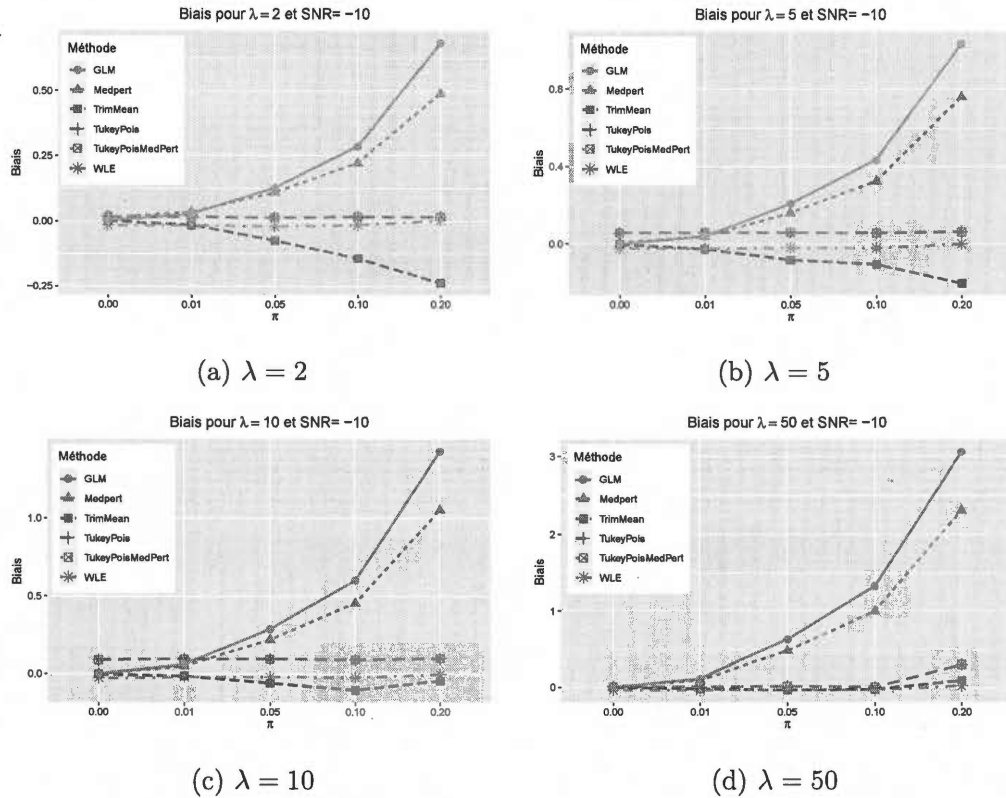 Biais pour λ = 2 et SNR= −10
Méthode
GLM
Medpert
TrimMean
TukeyPois
TukeyPoisMedPert
WLE
Biais
0.50
0.25
0.00
−0.25
0.00 0.01 0.05 0.10 0.20
π
(a) λ = 2
Biais pour λ = 5 et SNR= −10
Méthode
GLM
Medpert
TrimMean
TukeyPois
TukeyPoisMedPert
WLE
Biais
0.8
0.4
0.0
0.00 0.01 0.05 0.10 0.20
π
(b) λ = 5
Biais pour λ = 10 et SNR= −10
Méthode
GLM
Medpert
TrimMean
TukeyPois
TukeyPoisMedPert
WLE
Biais
1.0
0.5
0.0
0.00 0.01 0.05 0.10 0.20
π
(c) λ = 10
Biais pour λ = 50 et SNR= −10
Méthode
GLM
Medpert
TrimMean
TukeyPois
TukeyPoisMedPert
WLE
Biais
3
2
1
0
0.00 0.01 0.05 0.10 0.20
π
(d) λ = 50